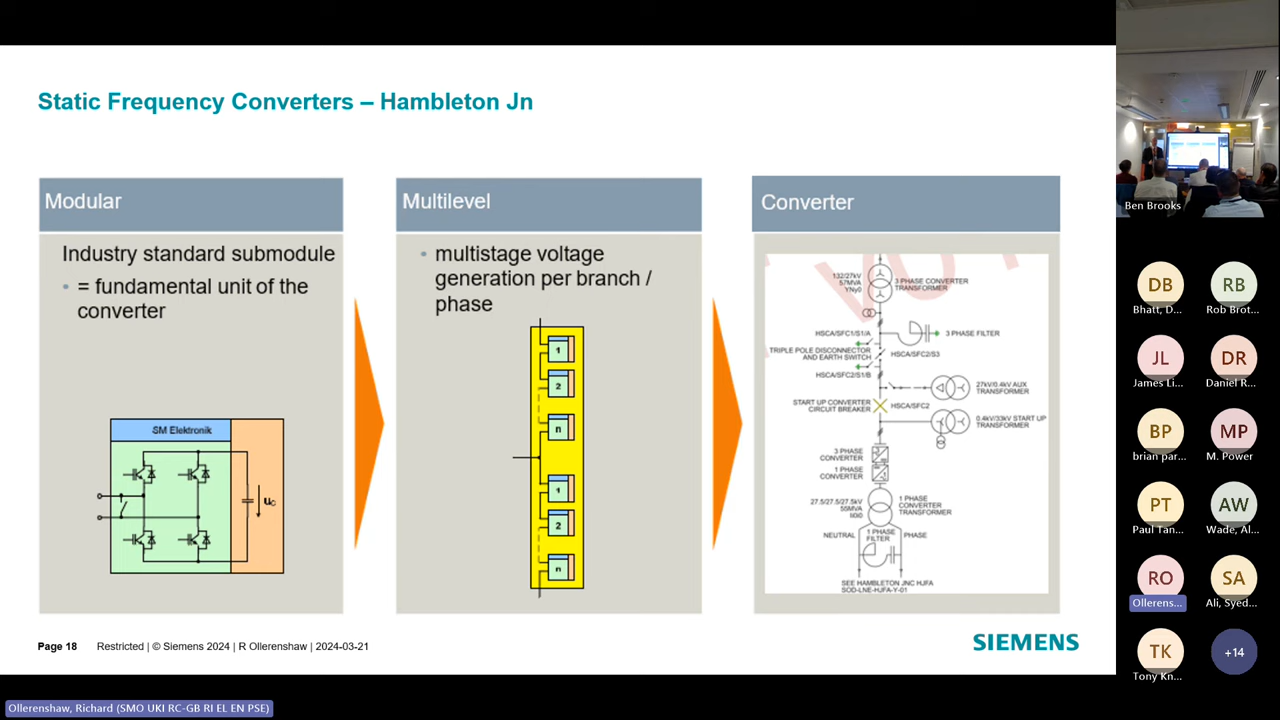 Static Frequency Converters – Hambleton Jn
Modular
Industry standard submodule
• = fundamental unit of the
converter
SM Elektronik
uc
Multilevel
• multistage voltage
generation per branch /
phase
1
2
n
1
2
n
Converter
132/27kV
57MVA
YNy0
3 PHASE CONVERTER
TRANSFORMER
HSCA/SFC1/S1/A
3 PHASE FILTER
TRIPLE POLE DISCONNECTOR
AND EARTH SWITCH
HSCA/SFC2/S3
HSCA/SFC2/S1/B
27kV/0.4kV AUX
TRANSFORMER
START UP CONVERTER
CIRCUIT BREAKER
HSCA/SFC2
0.4kV/33kV START UP
TRANSFORMER
3 PHASE
CONVERTER
1 PHASE
CONVERTER
27.5/27.5/27.5kV
55MVA
1 PHASE
CONVERTER
TRANSFORMER
NEUTRAL
1 PHASE
FILTER
PHASE
SEE HAMBLETON JNC HJFA
SOD-LNE-HJFA-Y-01
Page 18 Restricted | © Siemens 2024 | R Ollerenshaw | 2024-03-21
SIEMENS
Ollerenshaw, Richard (SMO UKI RC-GB RI EL EN PSE)
Ben Brooks
DB
Bhatt, D...
RB
Rob Brot...
JL
James Li...
DR
Daniel R...
BP
brian par...
MP
M. Power
PT
Paul Tan...
AW
Wade, Al...
RO
Ollerens...
SA
Ali, Syed...
TK
Tony Kn...
+14